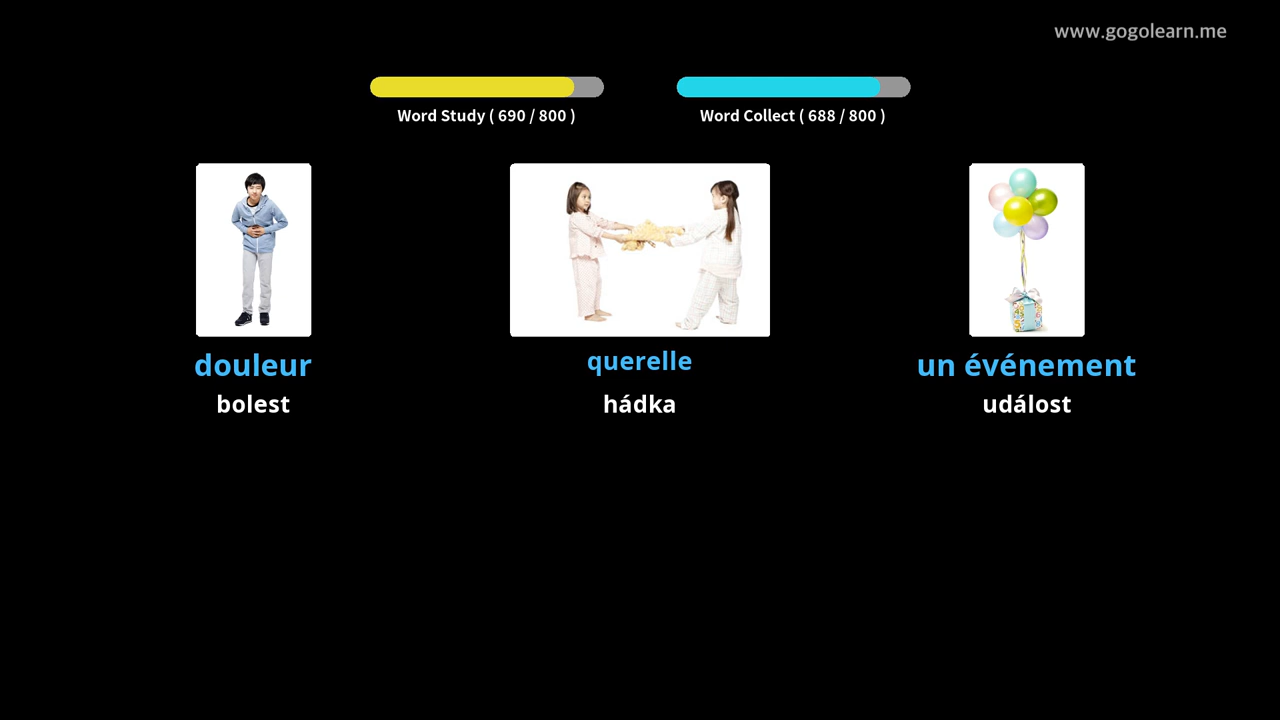 www.gogolearn.me
Word Study ( 690 / 800 )
Word Collect ( 688 / 800 )
douleur
bolest
querelle
hádka
un événement
událost